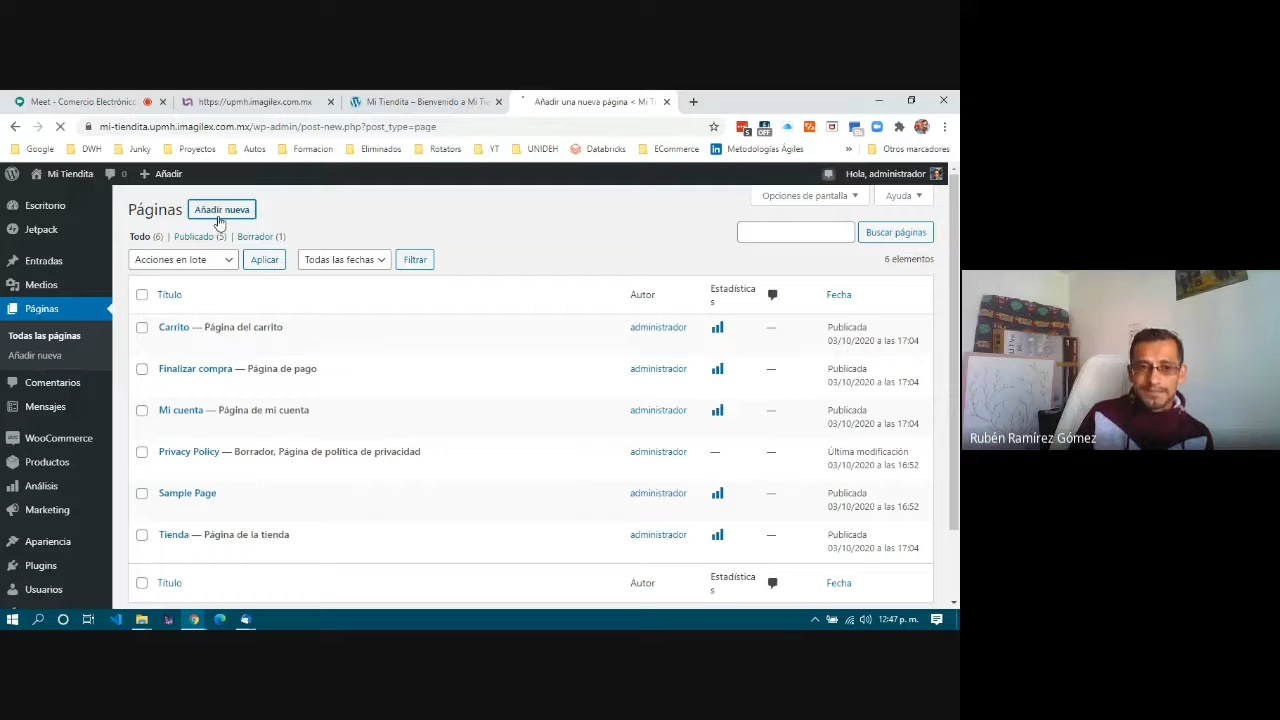 Meet - Comercio Electrónic
https://upmh.imagilex.com.mx
Mi Tiendita – Bienvenido a Mi Ti
Añadir una nueva página < Mi Ti
mi-tiendita.upmh.imagilex.com.mx/wp-admin/post-new.php?post_type=page
5
OFF
Google
DWH
Junky
Proyectos
Autos
Formacion
Eliminados
Rotators
YT
UNIDEH
Databricks
ECommerce
Metodologías Ágiles
»
Otros marcadores
Mi Tiendita
0
Añadir
Hola, administrador
Escritorio
Jetpack
Entradas
Medios
Páginas
Todas las páginas
Añadir nueva
Comentarios
Mensajes
WooCommerce
Productos
Análisis
Marketing
Apariencia
Plugins
Usuarios
Páginas
Añadir nueva
Opciones de pantalla
Ayuda
Todo (6) | Publicado (5) | Borrador (1)
Buscar páginas
Acciones en lote
Aplicar
Todas las fechas
Filtrar
6 elementos
Título
Autor
Estadística
s
Fecha
Carrito — Página del carrito
administrador
—
Publicada
03/10/2020 a las 17:04
Finalizar compra — Página de pago
administrador
—
Publicada
03/10/2020 a las 17:04
Mi cuenta — Página de mi cuenta
administrador
—
Publicada
03/10/2020 a las 17:04
Privacy Policy — Borrador, Página de política de privacidad
administrador
—
—
Última modificación
03/10/2020 a las 16:52
Sample Page
administrador
—
Publicada
03/10/2020 a las 16:52
Tienda — Página de la tienda
administrador
—
Publicada
03/10/2020 a las 17:04
Título
Autor
Estadística
s
Fecha
12:47 p. m.
Rubén Ramírez Gómez